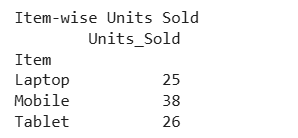 Item-wise Units Sold
Units_Sold
Item
Laptop 25
Mobile 38
Tablet 26